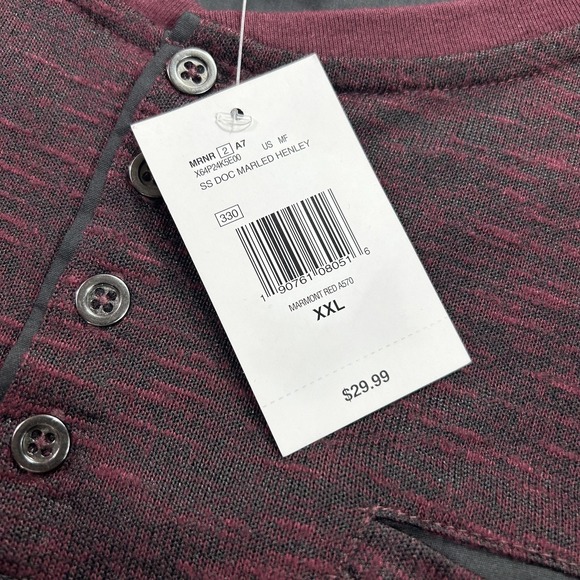 MRNR 2 A7
X64P24K5E00 US MF
SS DOC MARLED HENLEY
330
1 90761 08051 6
MARMONT RED A570
XXL
$29.99